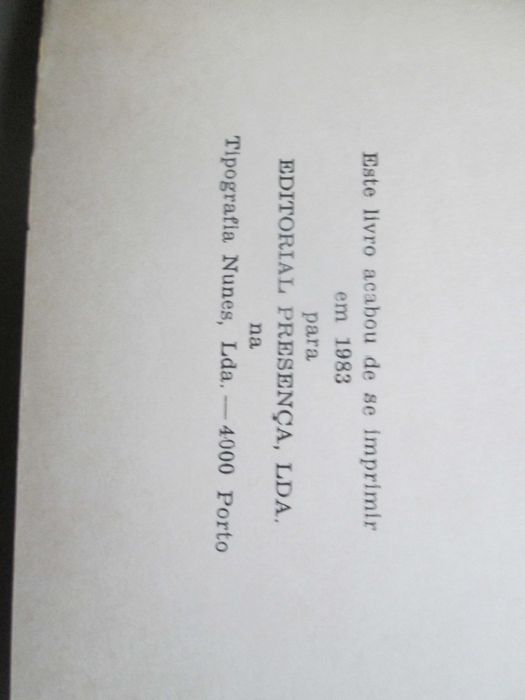 Este livro acabou de se imprimir
em 1983
para
EDITORIAL PRESENÇA, LDA.
na
Tipografia Nunes, Lda. — 4000 Porto